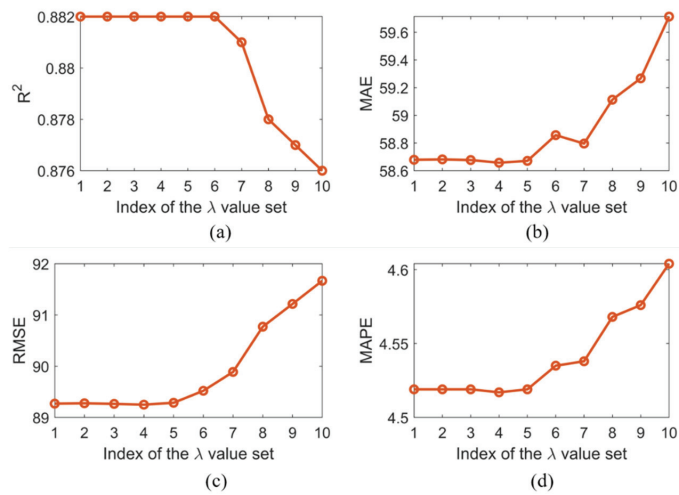 0.882
0.88
0.878
0.876
R2
1 2 3 4 5 6 7 8 9 10
Index of the λ value set
(a)
59.6
59.4
59.2
59
58.8
58.6
MAE
1 2 3 4 5 6 7 8 9 10
Index of the λ value set
(b)
92
91
90
89
RMSE
1 2 3 4 5 6 7 8 9 10
Index of the λ value set
(c)
4.6
4.55
4.5
MAPE
1 2 3 4 5 6 7 8 9 10
Index of the λ value set
(d)